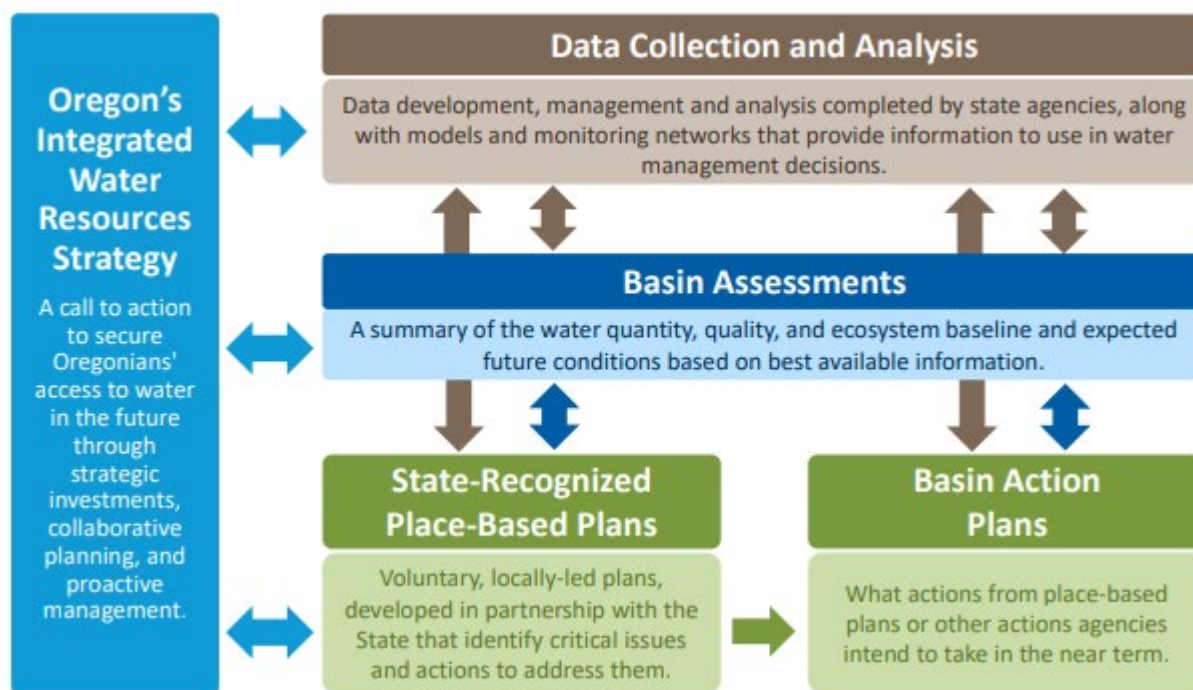 Oregon's
Integrated
Water
Resources
Strategy
A call to action
to secure
Oregonians'
access to water
in the future
through
strategic
investments,
collaborative
planning, and
proactive
management.
Data Collection and Analysis
Data development, management and analysis completed by state agencies, along
with models and monitoring networks that provide information to use in water
management decisions.
Basin Assessments
A summary of the water quantity, quality, and ecosystem baseline and expected
future conditions based on best available information.
State-Recognized
Place-Based Plans
Voluntary, locally-led plans,
developed in partnership with the
State that identify critical issues
and actions to address them.
Basin Action
Plans
What actions from place-based
plans or other actions agencies
intend to take in the near term.